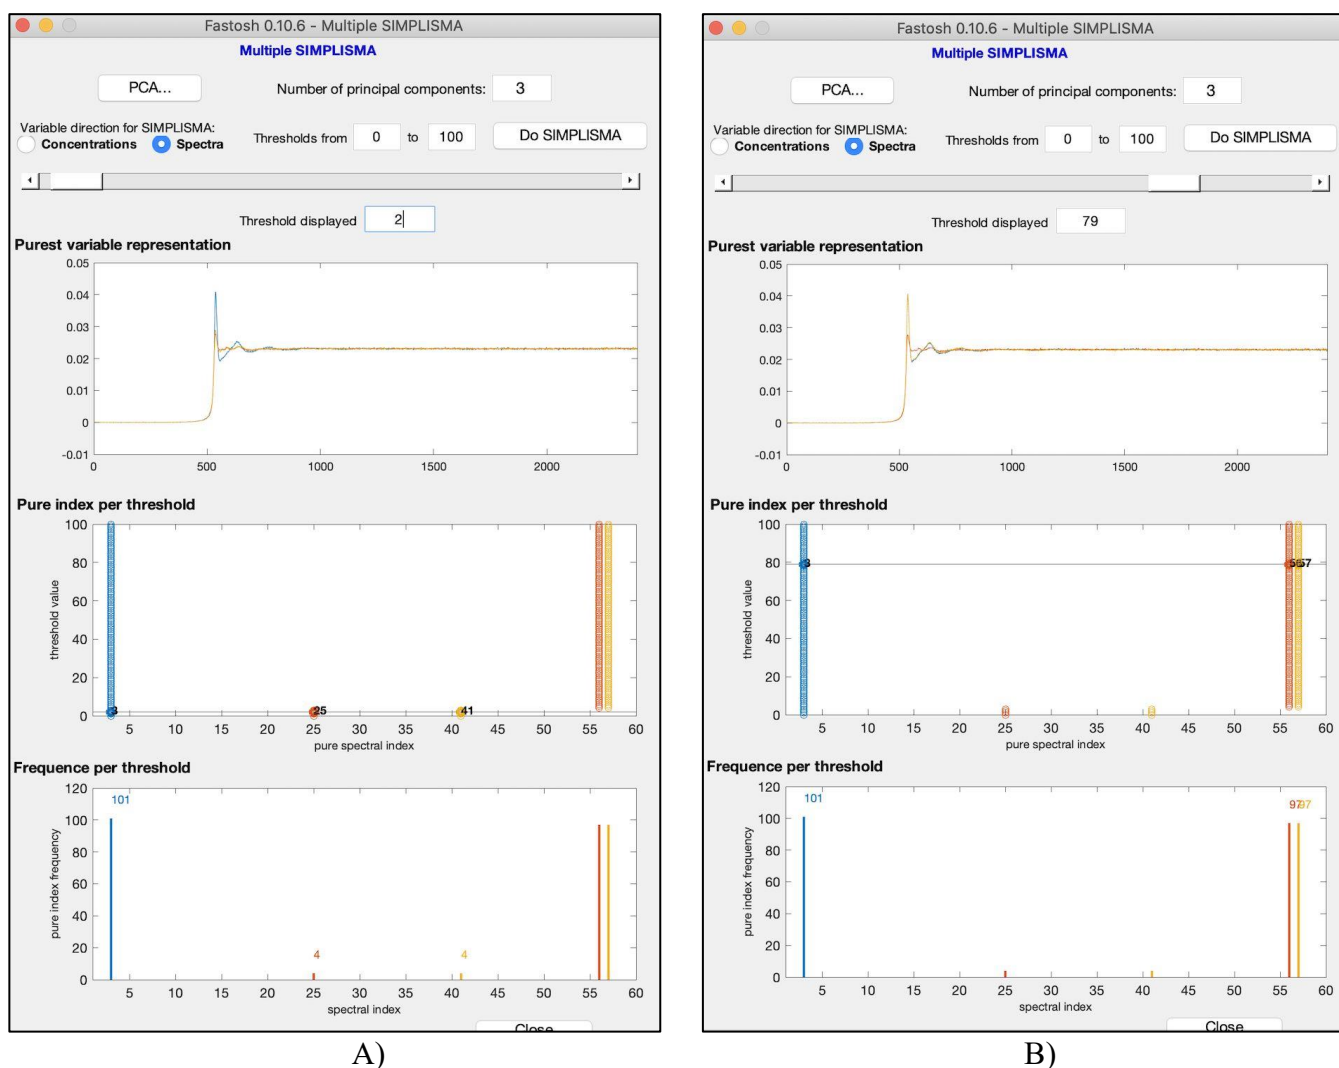 Fastosh 0.10.6 - Multiple SIMPLISMA
Multiple SIMPLISMA
PCA... Number of principal components: 3
Variable direction for SIMPLISMA:
Concentrations Spectra Thresholds from 0 to 100 Do SIMPLISMA
Threshold displayed 2
Purest variable representation
0.05
0.04
0.03
0.02
0.01
0
-0.01
0 500 1000 1500 2000
Pure index per threshold
100
80
60
40
20
0
threshold value
3 25 41
5 10 15 20 25 30 35 40 45 50 55 60
pure spectral index
Frequence per threshold
120
100
80
60
40
20
0
pure index frequency
101
4 4
5 10 15 20 25 30 35 40 45 50 55 60
spectral index
Close
A)
Fastosh 0.10.6 - Multiple SIMPLISMA
Multiple SIMPLISMA
PCA... Number of principal components: 3
Variable direction for SIMPLISMA:
Concentrations Spectra Thresholds from 0 to 100 Do SIMPLISMA
Threshold displayed 79
Purest variable representation
0.05
0.04
0.03
0.02
0.01
0
-0.01
0 500 1000 1500 2000
Pure index per threshold
100
80
60
40
20
0
threshold value
3 56 57
5 10 15 20 25 30 35 40 45 50 55 60
pure spectral index
Frequence per threshold
120
100
80
60
40
20
0
pure index frequency
101 97 97
5 10 15 20 25 30 35 40 45 50 55 60
spectral index
Close
B)